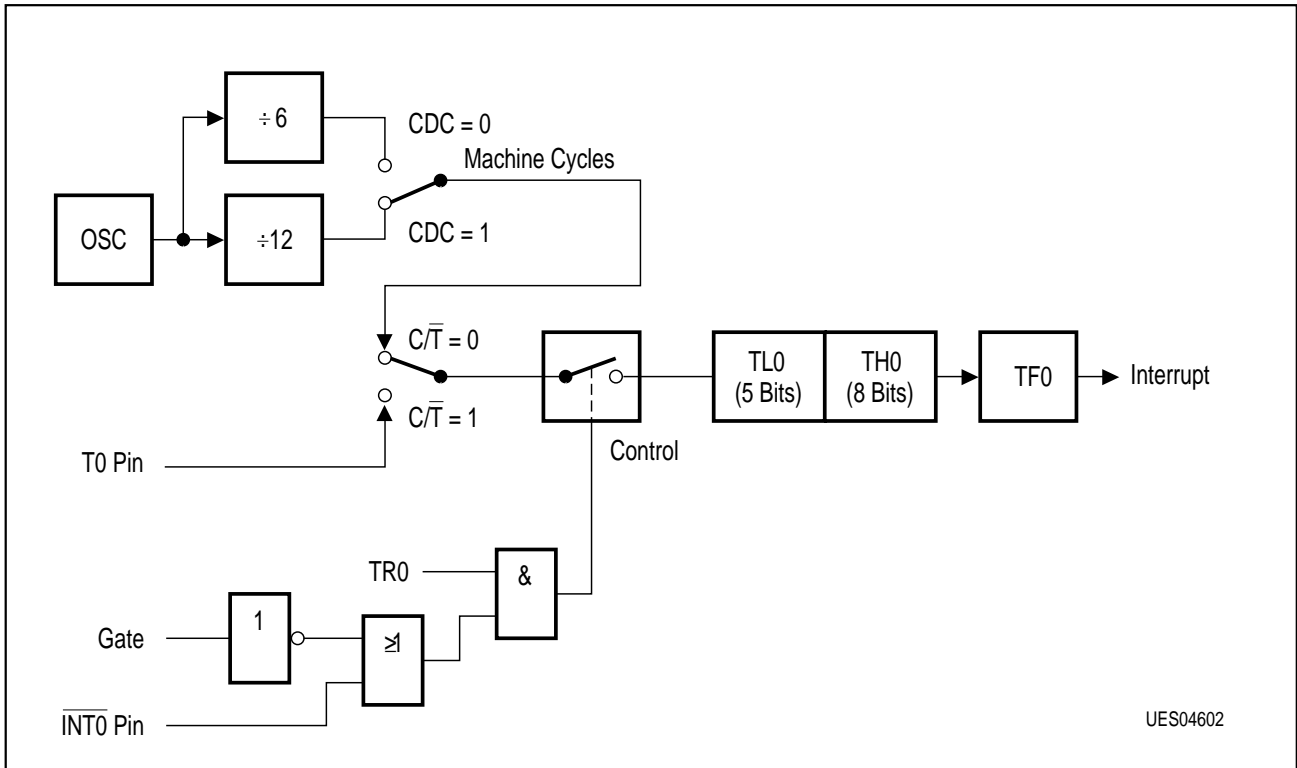 ÷ 6
CDC = 0
Machine Cycles
OSC
÷12
CDC = 1
C/T̅ = 0
TL0
(5 Bits)
TH0
(8 Bits)
TF0
Interrupt
C/T̅ = 1
T0 Pin
Control
TR0
&
Gate
1
≥1
I̅N̅T̅0̅ Pin
UES04602